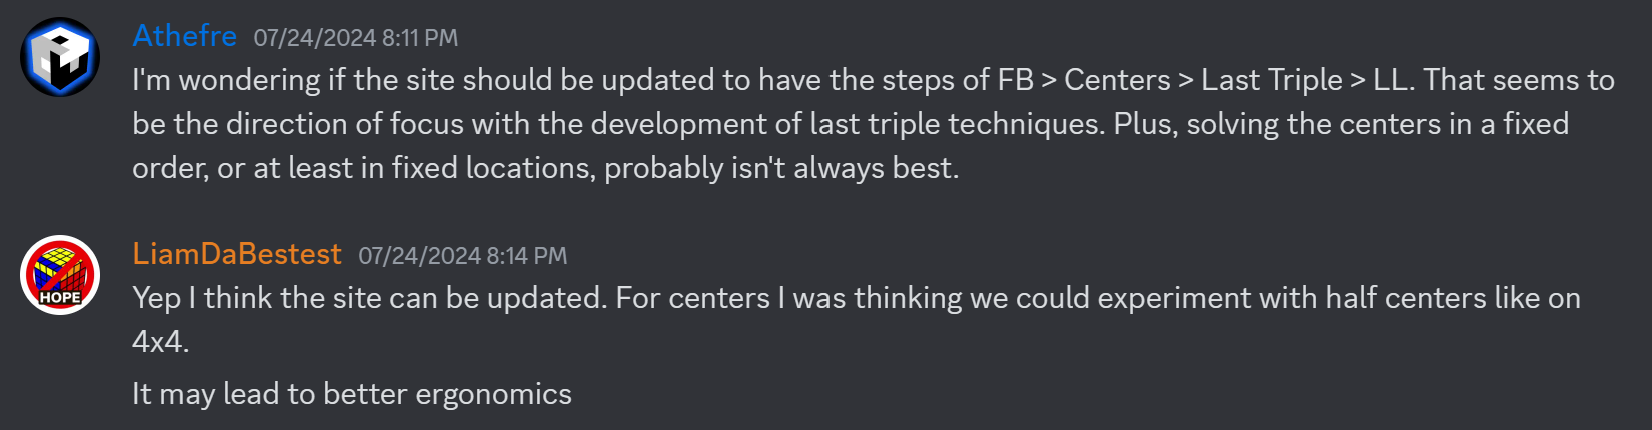 Athefre 07/24/2024 8:11 PM
I'm wondering if the site should be updated to have the steps of FB > Centers > Last Triple > LL. That seems to
be the direction of focus with the development of last triple techniques. Plus, solving the centers in a fixed
order, or at least in fixed locations, probably isn't always best.
LiamDaBestest 07/24/2024 8:14 PM
HOPE
Yep I think the site can be updated. For centers I was thinking we could experiment with half centers like on
4x4.
It may lead to better ergonomics